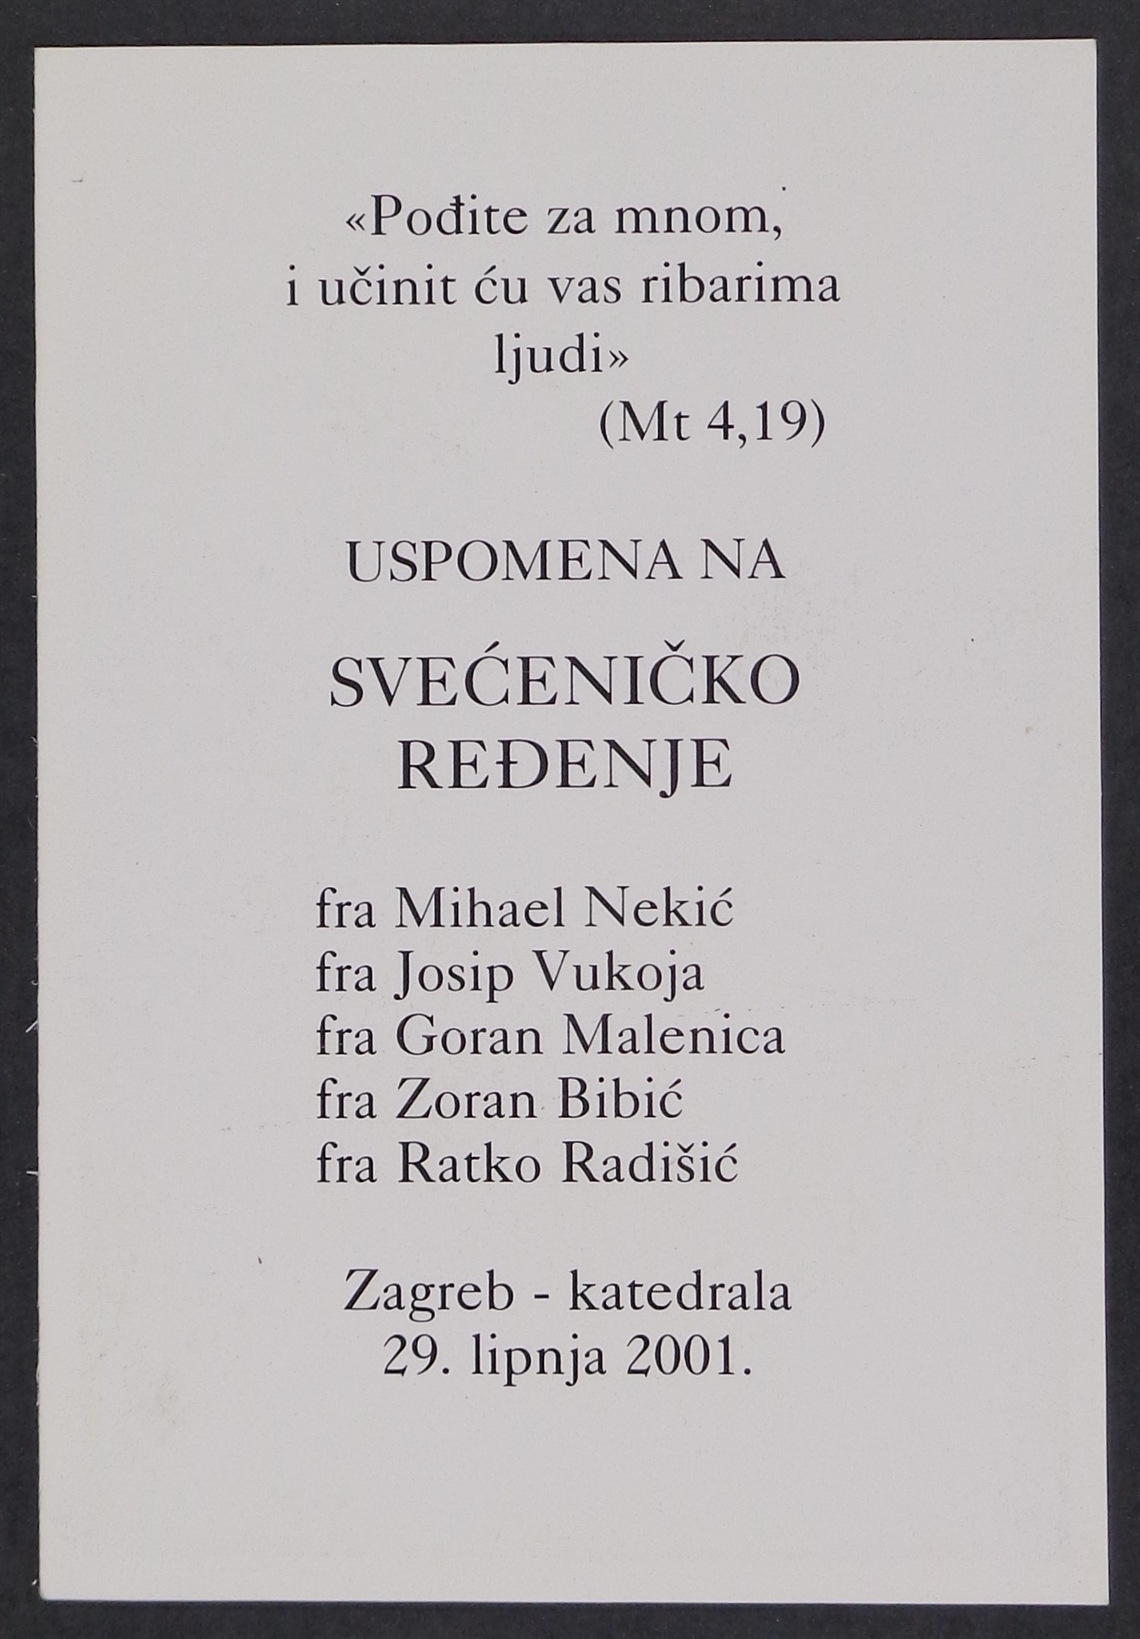 «Pođite za mnom,
i učinit ću vas ribarima
ljudi»
(Mt 4,19)
USPOMENA NA
SVEĆENIČKO
REĐENJE
fra Mihael Nekić
fra Josip Vukoja
fra Goran Malenica
fra Zoran Bibić
fra Ratko Radišić
Zagreb - katedrala
29. lipnja 2001.